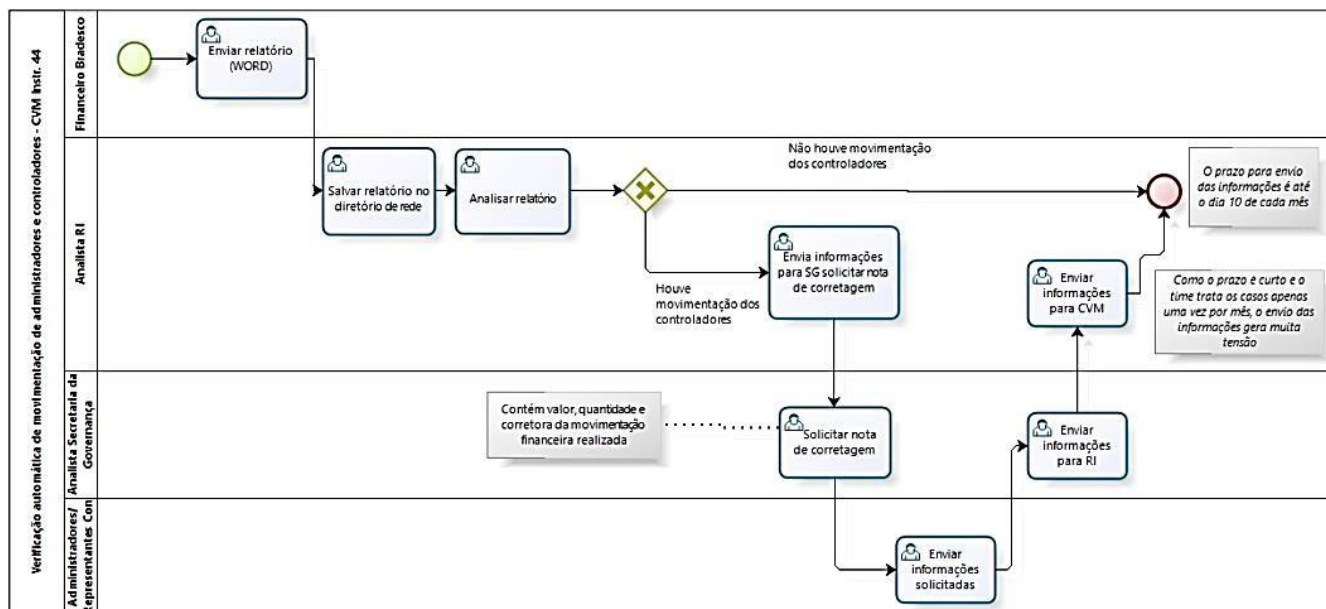 Verificação automática de movimentação de administradores e controladores - CVM Instr. 44
Financeiro Bradesco
Enviar relatório
(WORD)
Analista RI
Salvar relatório no
diretório de rede
Analisar relatório
Não houve movimentação
dos controladores
Houve
movimentação dos
controladores
Envia informações
para SG solicitar nota
de corretagem
Enviar
informações
para CVM
O prazo para envio
das informações é até
o dia 10 de cada mês
Como o prazo é curto e o
time trata os casos apenas
uma vez por mês, o envio das
informações gera muita
tensão
Analista Secretaria da
Governança
Contém valor, quantidade e
corretora da movimentação
financeira realizada
Solicitar nota
de corretagem
Enviar
informações
para RI
Administradores/
Representantes Con
Enviar
informações
solicitadas